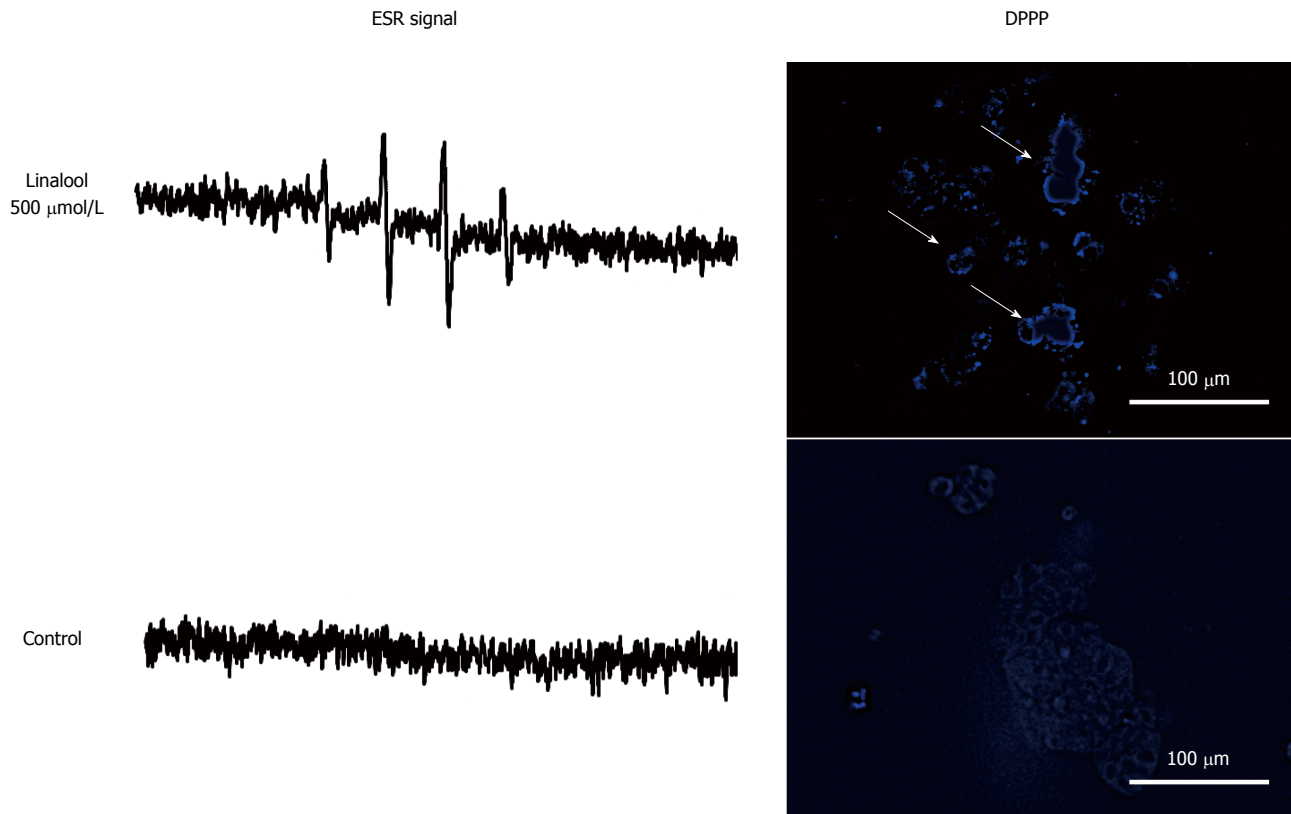 ESR signal
DPPP
Linalool
500 μmol/L
100 μm
Control
100 μm